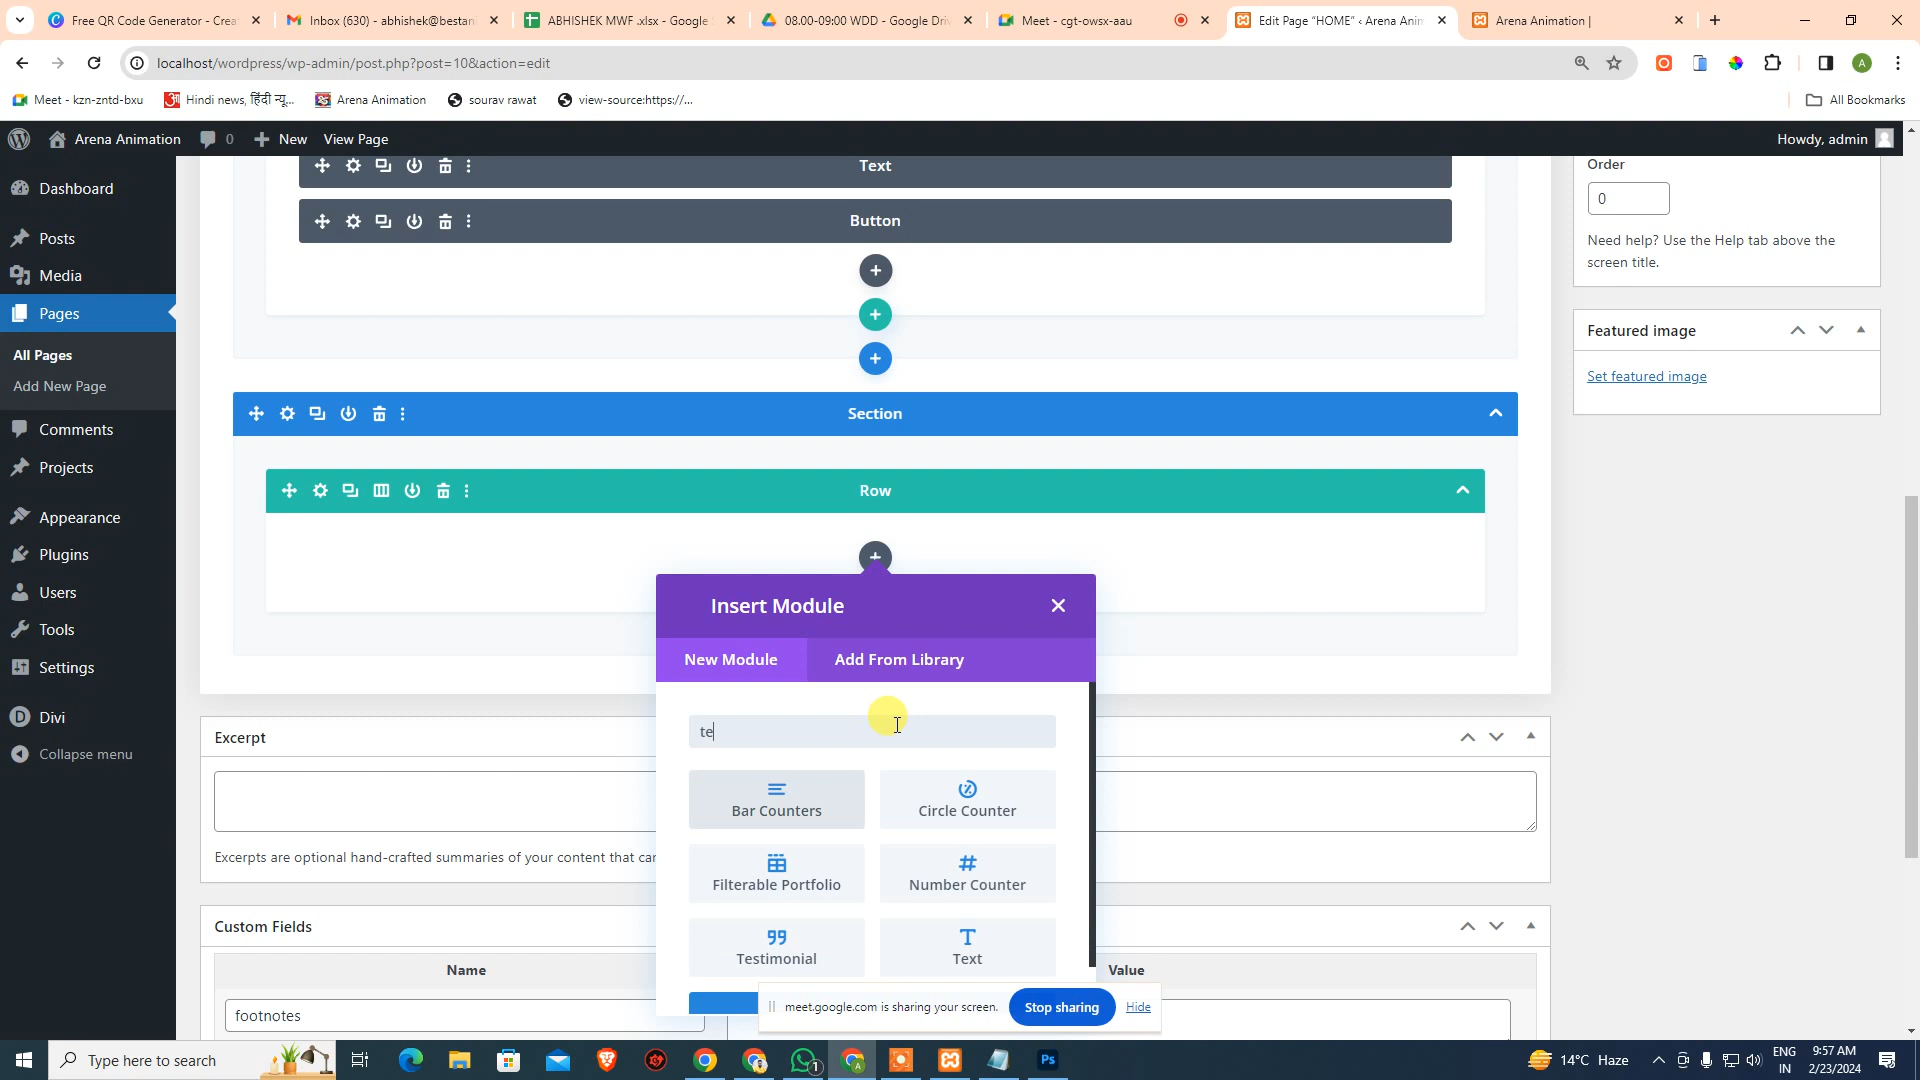 Free QR Code Generator - Crea
Inbox (630) - abhishek@bestan
ABHISHEK MWF .xlsx - Google S
08.00-09:00 WDD - Google Driv
Meet - cgt-owsx-aau
Edit Page “HOME” ‹ Arena Anim
Arena Animation |
localhost/wordpress/wp-admin/post.php?post=10&action=edit
Meet - kzn-zntd-bxu
Hindi news, हिंदी न्यू...
Arena Animation
sourav rawat
view-source:https://...
All Bookmarks
Arena Animation
0
New
View Page
Howdy, admin
Dashboard
Posts
Media
Pages
All Pages
Add New Page
Comments
Projects
Appearance
Plugins
Users
Tools
Settings
Divi
Collapse menu
Text
Button
Section
Row
Insert Module
New Module
Add From Library
te
Bar Counters
Circle Counter
Filterable Portfolio
Number Counter
Testimonial
Text
Order
0
Need help? Use the Help tab above the
screen title.
Featured image
Set featured image
Excerpt
Excerpts are optional hand-crafted summaries of your content that ca
Custom Fields
Name
Value
footnotes
meet.google.com is sharing your screen.
Stop sharing
Hide
Type here to search
14°C Haze
ENG
IN
9:57 AM
2/23/2024